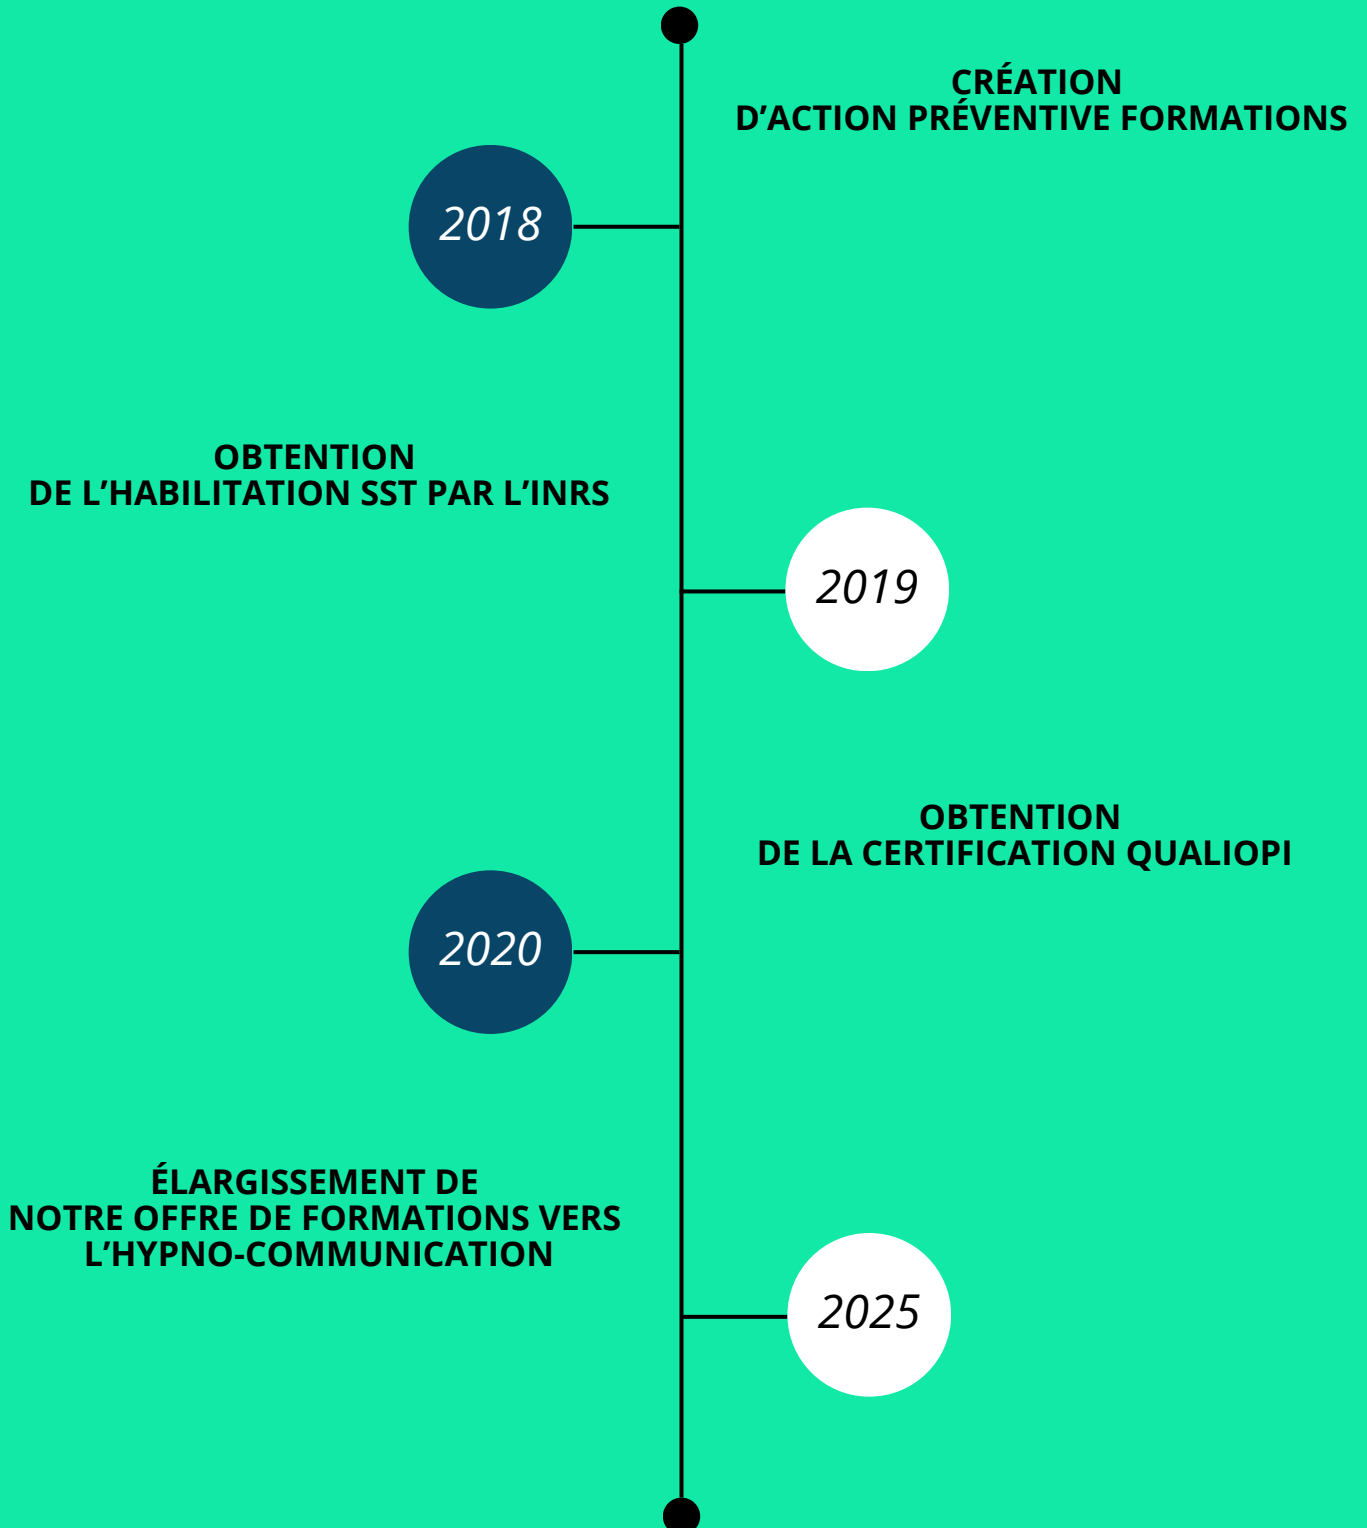 CRÉATION
D’ACTION PRÉVENTIVE FORMATIONS
2018
OBTENTION
DE L’HABILITATION SST PAR L’INRS
2019
OBTENTION
DE LA CERTIFICATION QUALIOPI
2020
ÉLARGISSEMENT DE
NOTRE OFFRE DE FORMATIONS VERS
L’HYPNO-COMMUNICATION
2025